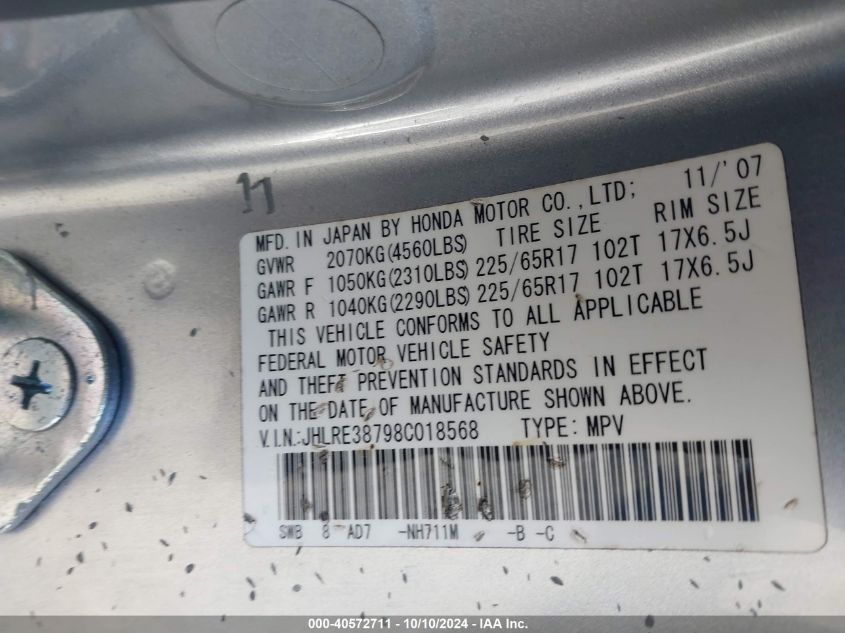 17
MFD. IN JAPAN BY HONDA MOTOR CO.,LTD; 11/'07
GVWR 2070KG(4560LBS) TIRE SIZE RIM SIZE
GAWR F 1050KG(2310LBS) 225/65R17 102T 17X6.5J
GAWR R 1040KG(2290LBS) 225/65R17 102T 17X6.5J
THIS VEHICLE CONFORMS TO ALL APPLICABLE
FEDERAL MOTOR VEHICLE SAFETY
AND THEFT PREVENTION STANDARDS IN EFFECT
ON THE DATE OF MANUFACTURE SHOWN ABOVE.
V.I.N.:JHLRE38798C018568 TYPE: MPV
SWB 8 AD7 -NH711M -B -C
000-40572711 - 10/10/2024 - IAA Inc.